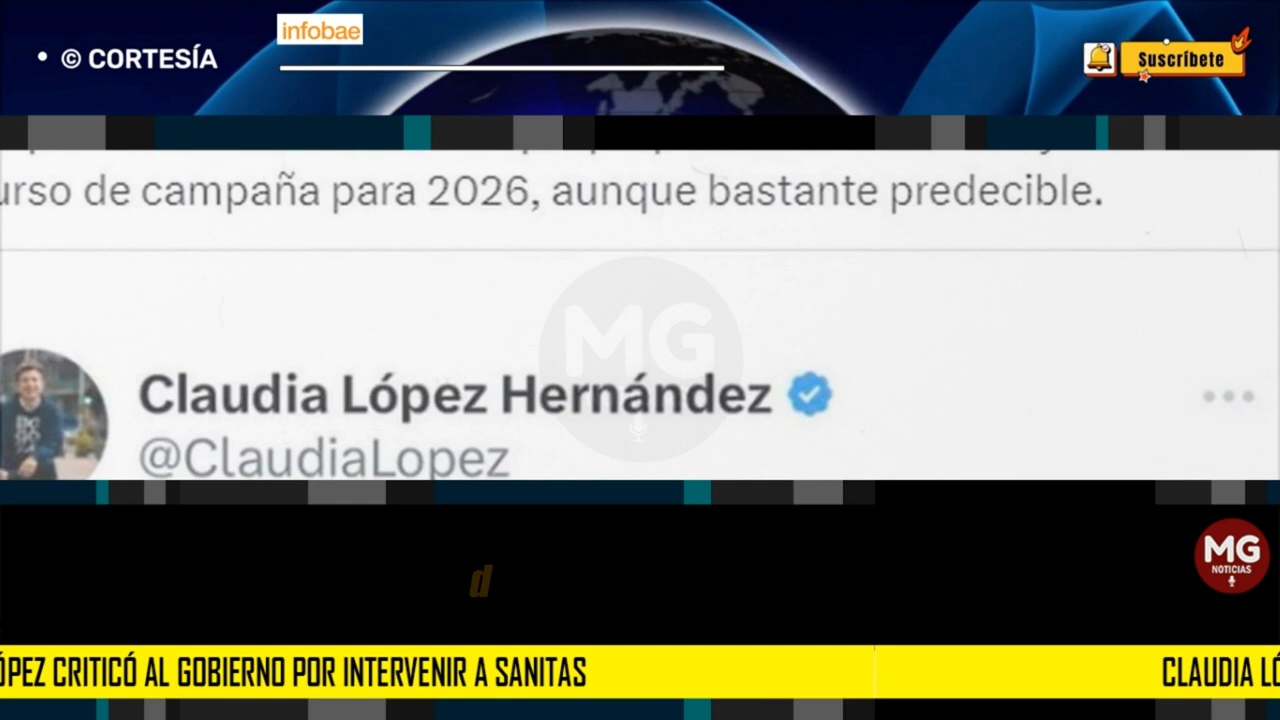 infobae
• © CORTESÍA
Suscríbete
urso de campaña para 2026, aunque bastante predecible.
MG
Claudia López Hernández
@ClaudiaLopez
d
MG
NOTICIAS
ÓPEZ CRITICÓ AL GOBIERNO POR INTERVENIR A SANITAS
CLAUDIA LÓ